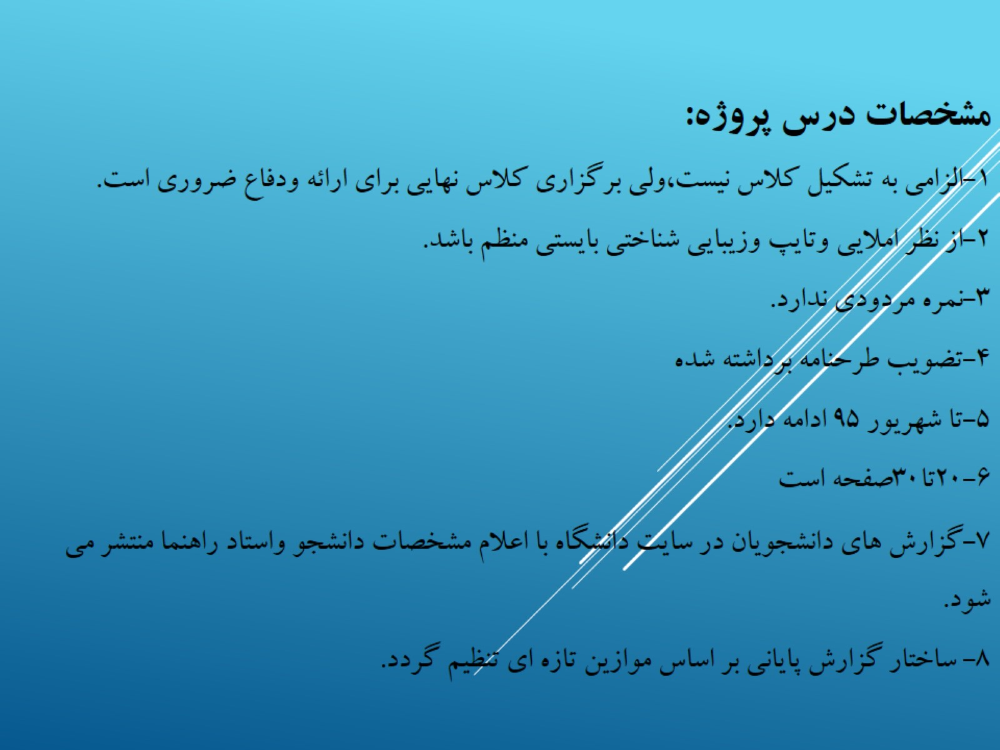 مشخصات درس پروژه:
۱-الزامی به تشکیل کلاس نیست،ولی برگزاری کلاس نهایی برای ارائه ودفاع ضروری است.
۲-از نظر املایی وتایپ وزیبایی شناختی بایستی منظم باشد.
۳-نمره مردودی ندارد.
۴-تضویب طرحنامه برداشته شده
۵-تا شهریور ۹۵ ادامه دارد.
۶-۲۰تا۳۰صفحه است
۷-گزارش های دانشجویان در سایت دانشگاه با اعلام مشخصات دانشجو واستاد راهنما منتشر می
شود.
۸- ساختار گزارش پایانی بر اساس موازین تازه ای تنظیم گردد.